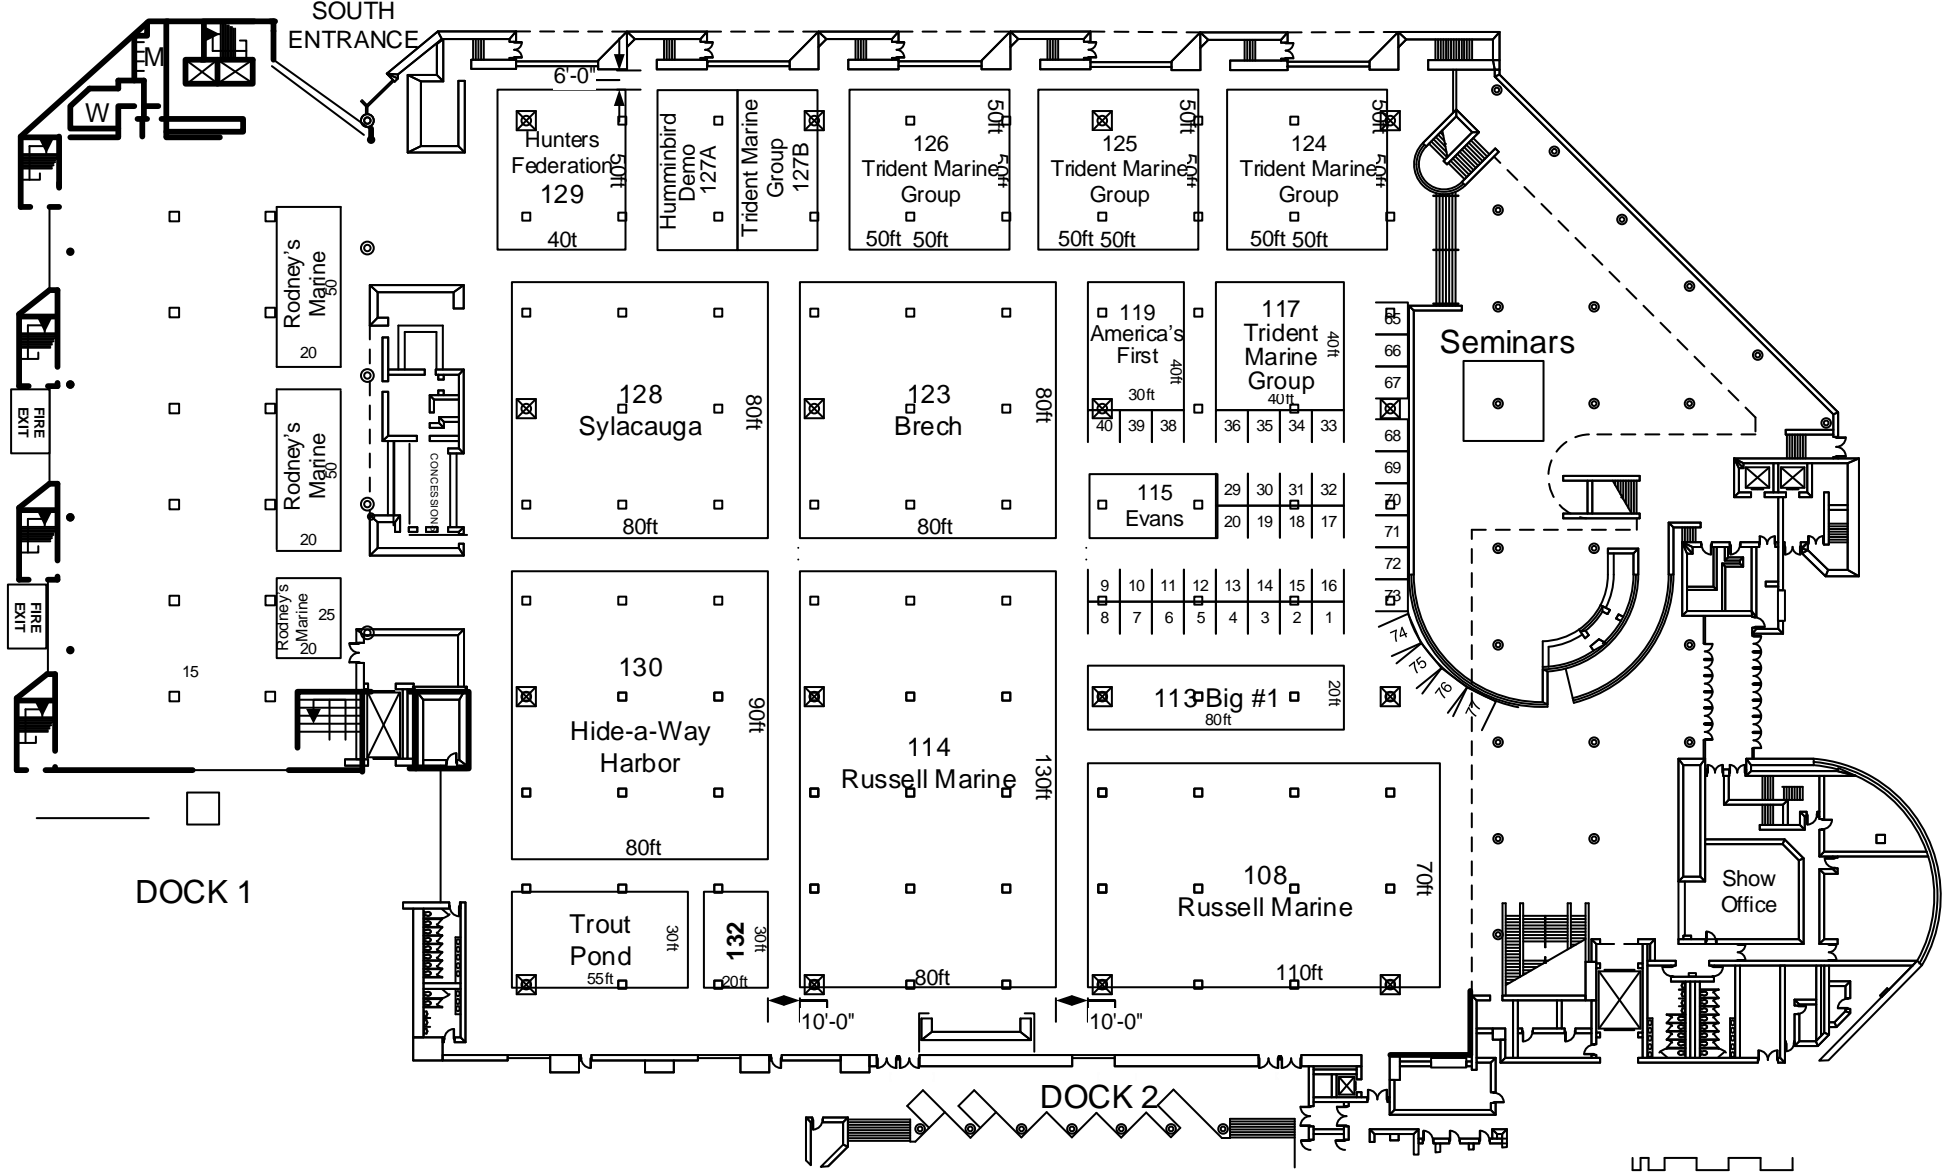 SOUTH
ENTRANCE
M
W
6'-0"
Hunters
Federation
129
50ft
40t
Humminbird
Demo
127A
Trident Marine
Group
127B
50ft
126
Trident Marine
Group
50ft
50ft 50ft
50ft
125
Trident Marine
Group
50ft
50ft 50ft
50ft
124
Trident Marine
Group
50ft
50ft 50ft
Rodney's
Marine
50
20
Rodney's
Marine
50
20
Rodney's
Marine
25
20
15
FIRE
EXIT
FIRE
EXIT
CONCESSIONS
128
Sylacauga
80ft
80ft
123
Brech
80ft
80ft
119
America's
First
40ft
30ft
117
Trident
Marine
Group
40ft
40ft
40 39 38
36 35 34 33
115
Evans
29 30 31 32
20 19 18 17
9 10 11 12 13 14 15 16
8 7 6 5 4 3 2 1
65
66
67
68
69
70
71
72
73
74
75
76
77
Seminars
130
Hide-a-Way
Harbor
90ft
80ft
114
Russell Marine
130ft
80ft
113 Big #1
80ft
20ft
108
Russell Marine
70ft
110ft
Trout
Pond
30ft
55ft
132
30ft
20ft
10'-0"
10'-0"
Show
Office
DOCK 1
DOCK 2